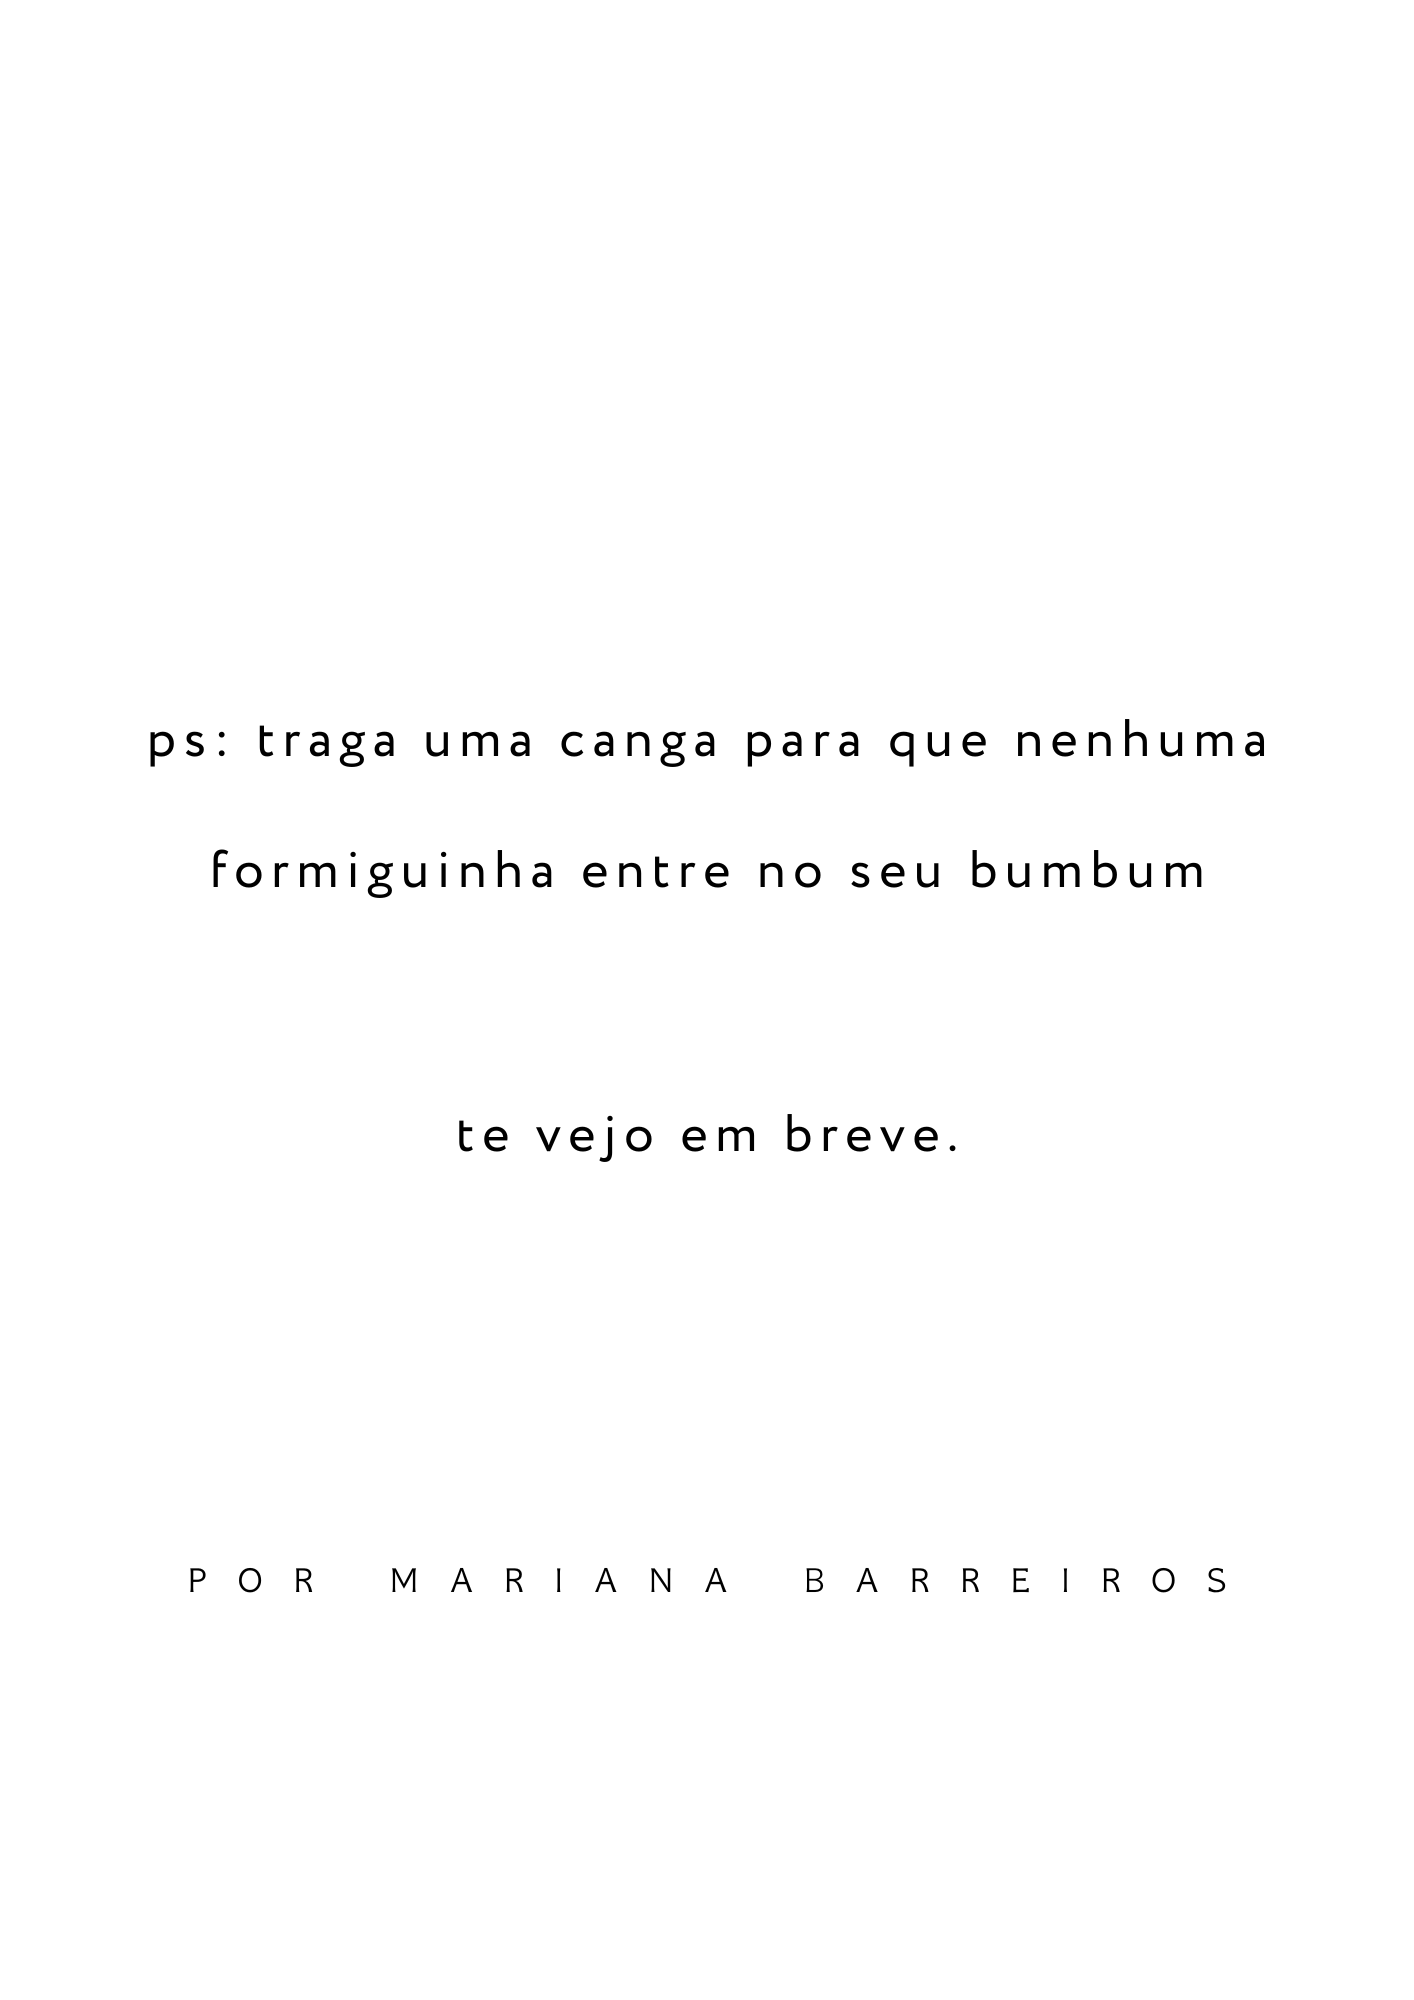 ps: traga uma canga para que nenhuma
formiguinha entre no seu bumbum
te vejo em breve.
POR MARIANA BARREIROS